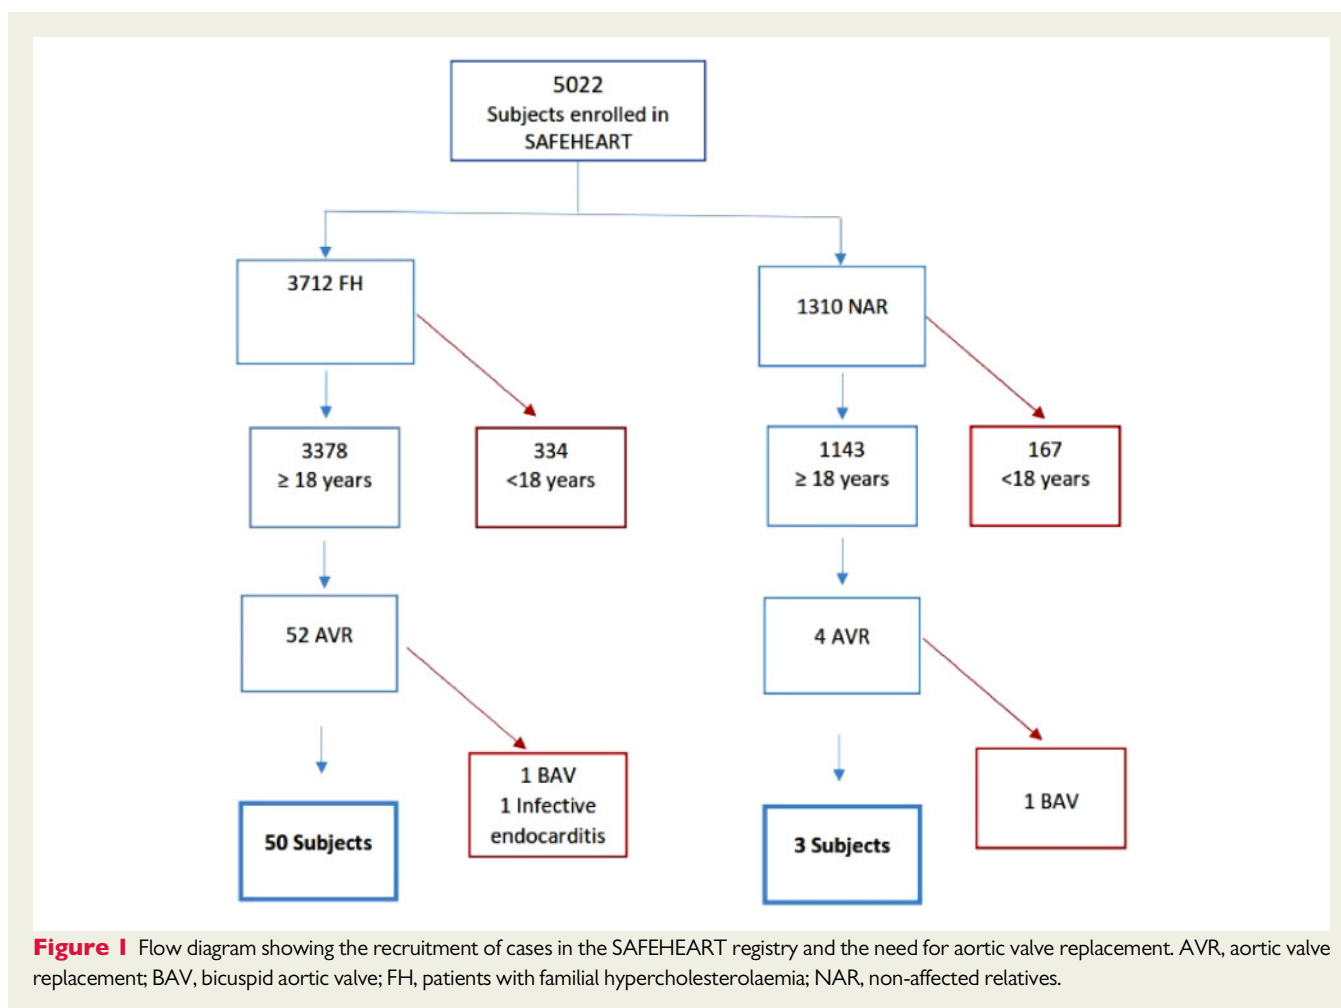 5022
Subjects enrolled in
SAFEHEART
3712 FH
1310 NAR
3378
≥ 18 years
334
<18 years
1143
≥ 18 years
167
<18 years
52 AVR
4 AVR
1 BAV
1 Infective
endocarditis
1 BAV
50 Subjects
3 Subjects
Figure 1 Flow diagram showing the recruitment of cases in the SAFEHEART registry and the need for aortic valve replacement. AVR, aortic valve
replacement; BAV, bicuspid aortic valve; FH, patients with familial hypercholesterolaemia; NAR, non-affected relatives.